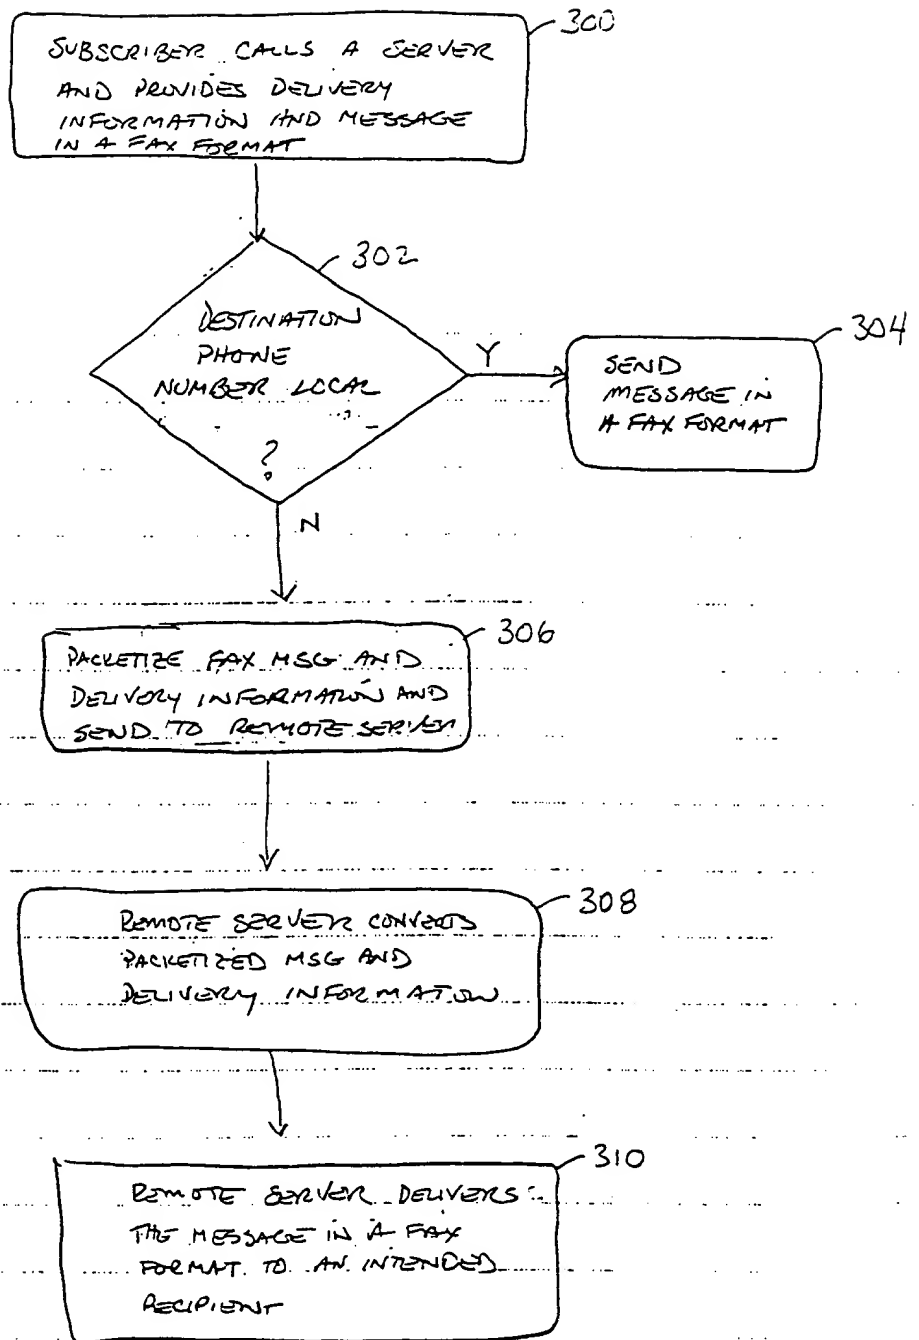 300
SUBSCRIBER CALLS A SERVER
AND PROVIDES DELIVERY
INFORMATION AND MESSAGE
IN A FAX FORMAT
302
DESTINATION
PHONE
NUMBER LOCAL
?
Y
N
304
SEND
MESSAGE IN
A FAX FORMAT
306
PACKETIZE FAX MSG AND
DELIVERY INFORMATION AND
SEND TO REMOTE SERVER
308
REMOTE SERVER CONVERTS
PACKETIZED MSG AND
DELIVERY INFORMATION
310
REMOTE SERVER DELIVERS
THE MESSAGE IN A FAX
FORMAT TO AN INTENDED
RECIPIENT